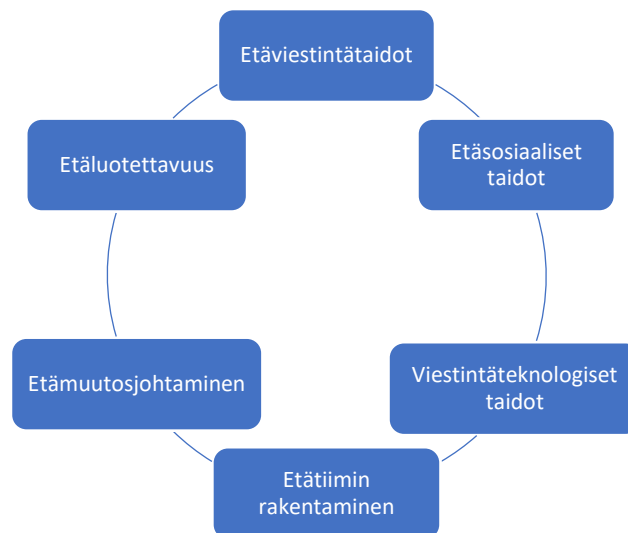 Etäviestintätaidot
Etäsosiaaliset
taidot
Viestintäteknologiset
taidot
Etätiimin
rakentaminen
Etämuutosjohtaminen
Etäluotettavuus